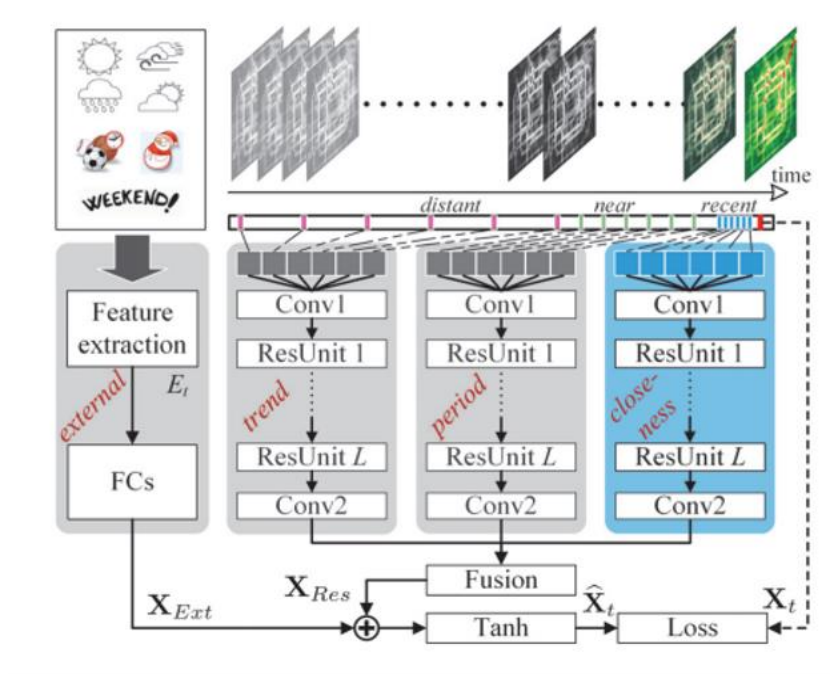 WEEKEND!
time
distant near recent
Feature
extraction
external
E_t
FCs
Conv1
ResUnit 1
trend
ResUnit L
Conv2
Conv1
ResUnit 1
period
ResUnit L
Conv2
Conv1
ResUnit 1
close-
ness
ResUnit L
Conv2
Fusion
X_Res
X_Ext
Tanh
X̂_t
Loss
X_t